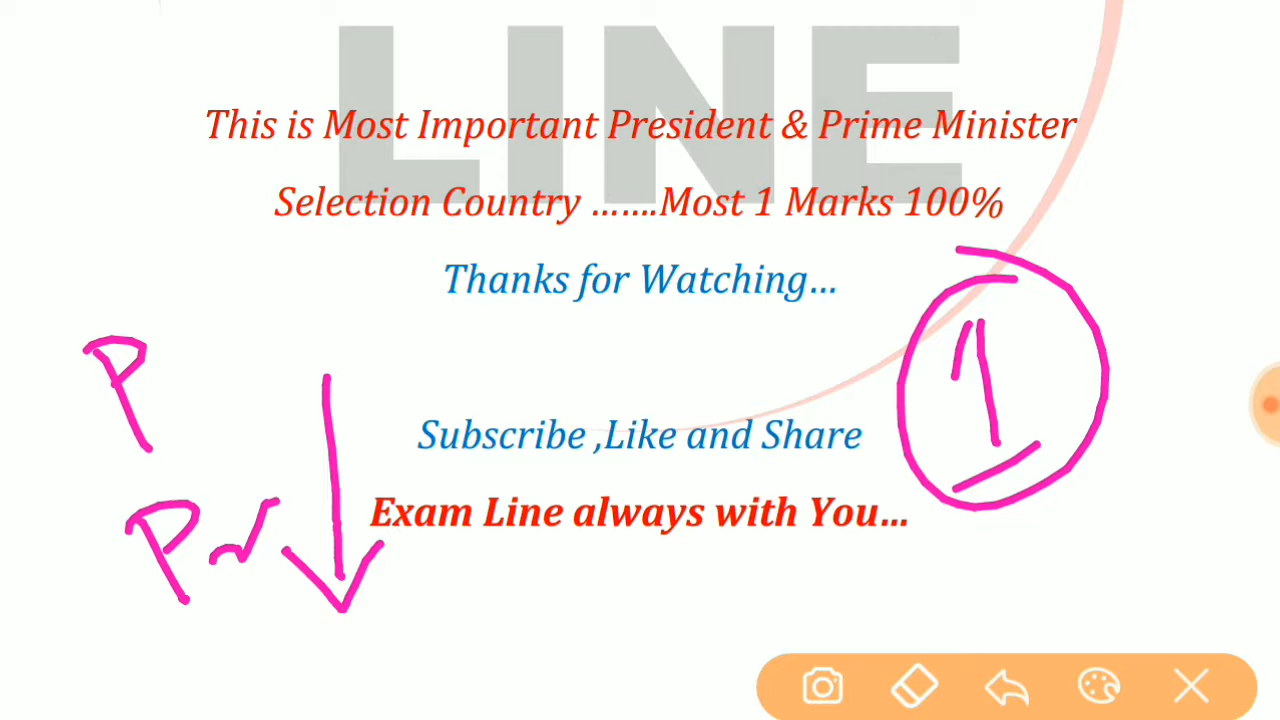 LINE
This is Most Important President & Prime Minister
Selection Country …….Most 1 Marks 100%
Thanks for Watching…
1
P
Subscribe ,Like and Share
Exam Line always with You…